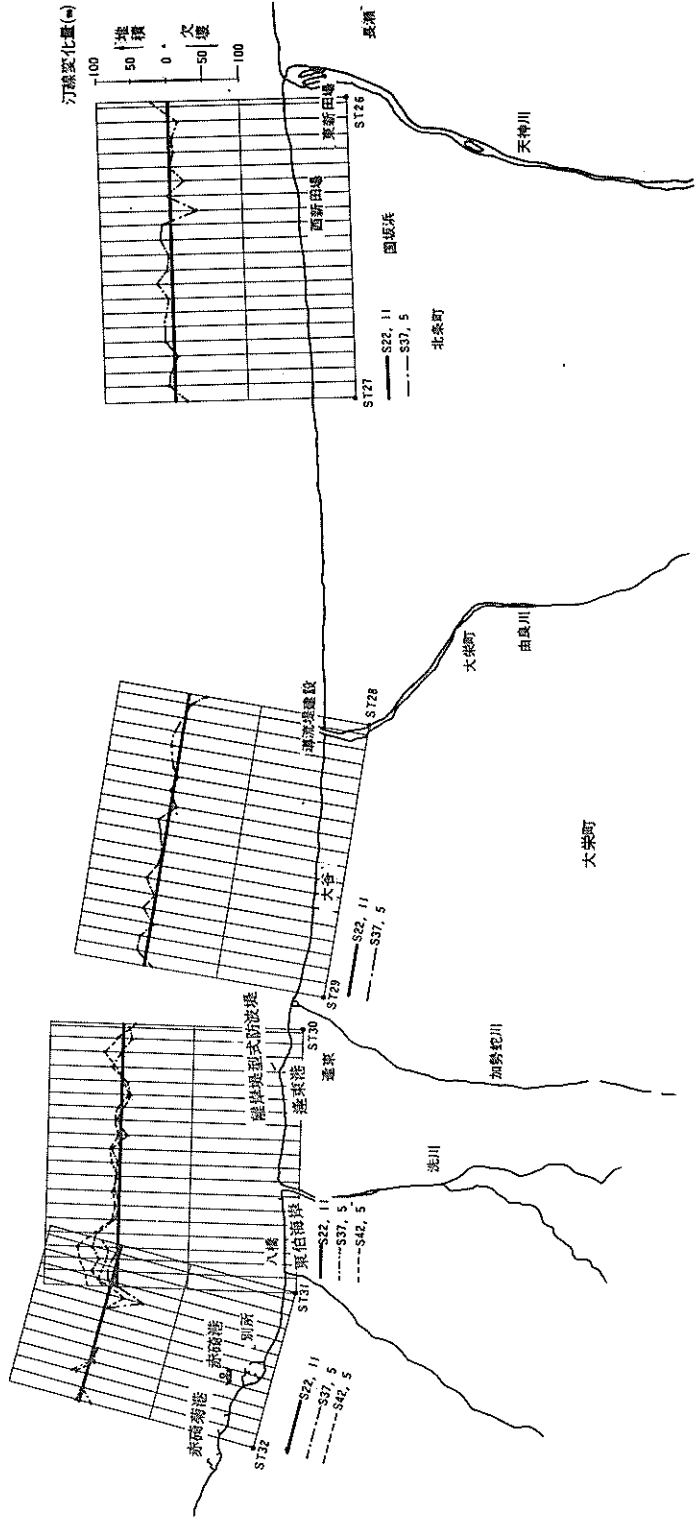 汀線変化量(m)
100
堆積
50
0
欠壊
50
100
長瀬
東新田場
ST26
天神川
西新田場
国坂浜
北条町
ST27
S22, 11
S37, 5
導流堤建設
ST28
大栄町
由良川
大谷
大栄町
ST29
S22, 11
S37, 5
離岸堤型式防波堤
逢束港
逢束
ST30
加勢蛇川
洗川
八橋
東伯海岸
S22, 11
S37, 5
S42, 5
ST31
赤碕港
別所
赤碕菊港
ST32
S22, 11
S37, 5
S42, 5